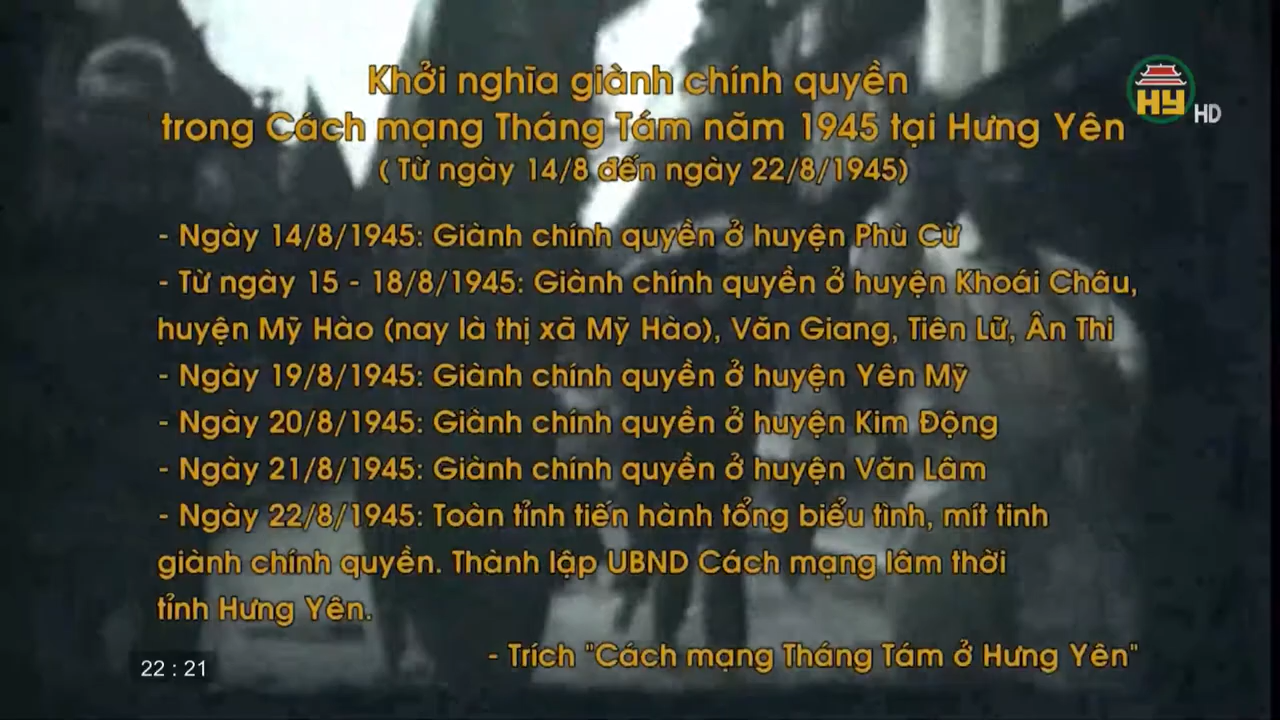 Khởi nghĩa giành chính quyền
trong Cách mạng Tháng Tám năm 1945 tại Hưng Yên
( Từ ngày 14/8 đến ngày 22/8/1945)
HY HD
- Ngày 14/8/1945: Giành chính quyền ở huyện Phù Cừ
- Từ ngày 15 - 18/8/1945: Giành chính quyền ở huyện Khoái Châu,
huyện Mỹ Hào (nay là thị xã Mỹ Hào), Văn Giang, Tiên Lữ, Ân Thi
- Ngày 19/8/1945: Giành chính quyền ở huyện Yên Mỹ
- Ngày 20/8/1945: Giành chính quyền ở huyện Kim Động
- Ngày 21/8/1945: Giành chính quyền ở huyện Văn Lâm
- Ngày 22/8/1945: Toàn tỉnh tiến hành tổng biểu tình, mít tinh
giành chính quyền. Thành lập UBND Cách mạng lâm thời
tỉnh Hưng Yên.
- Trích "Cách mạng Tháng Tám ở Hưng Yên"
22 : 21